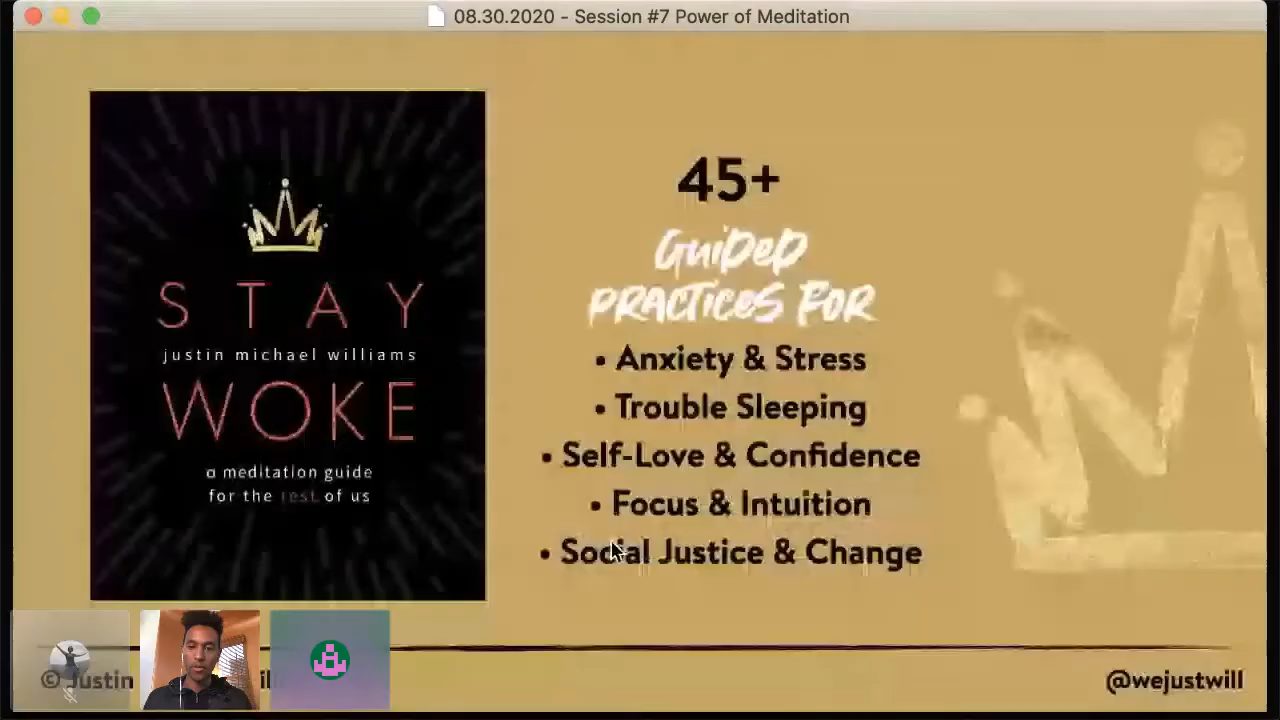 08.30.2020 - Session #7 Power of Meditation
STAY
justin michael williams
WOKE
a meditation guide
for the rest of us
45+
GUIDED
PRACTICES FOR
• Anxiety & Stress
• Trouble Sleeping
• Self-Love & Confidence
• Focus & Intuition
• Social Justice & Change
© Justin
@wejustwill